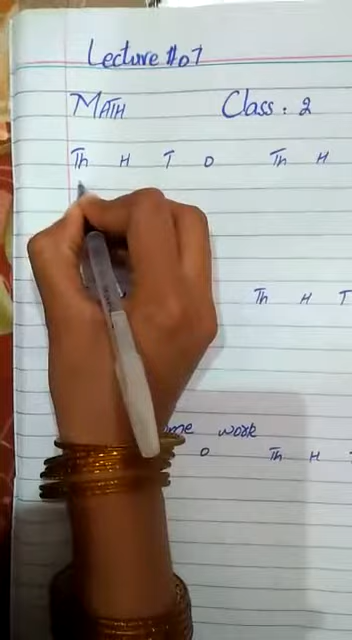 Lecture #07
MATH Class : 2
Th H T O Th H
Th H T
work
O Th H